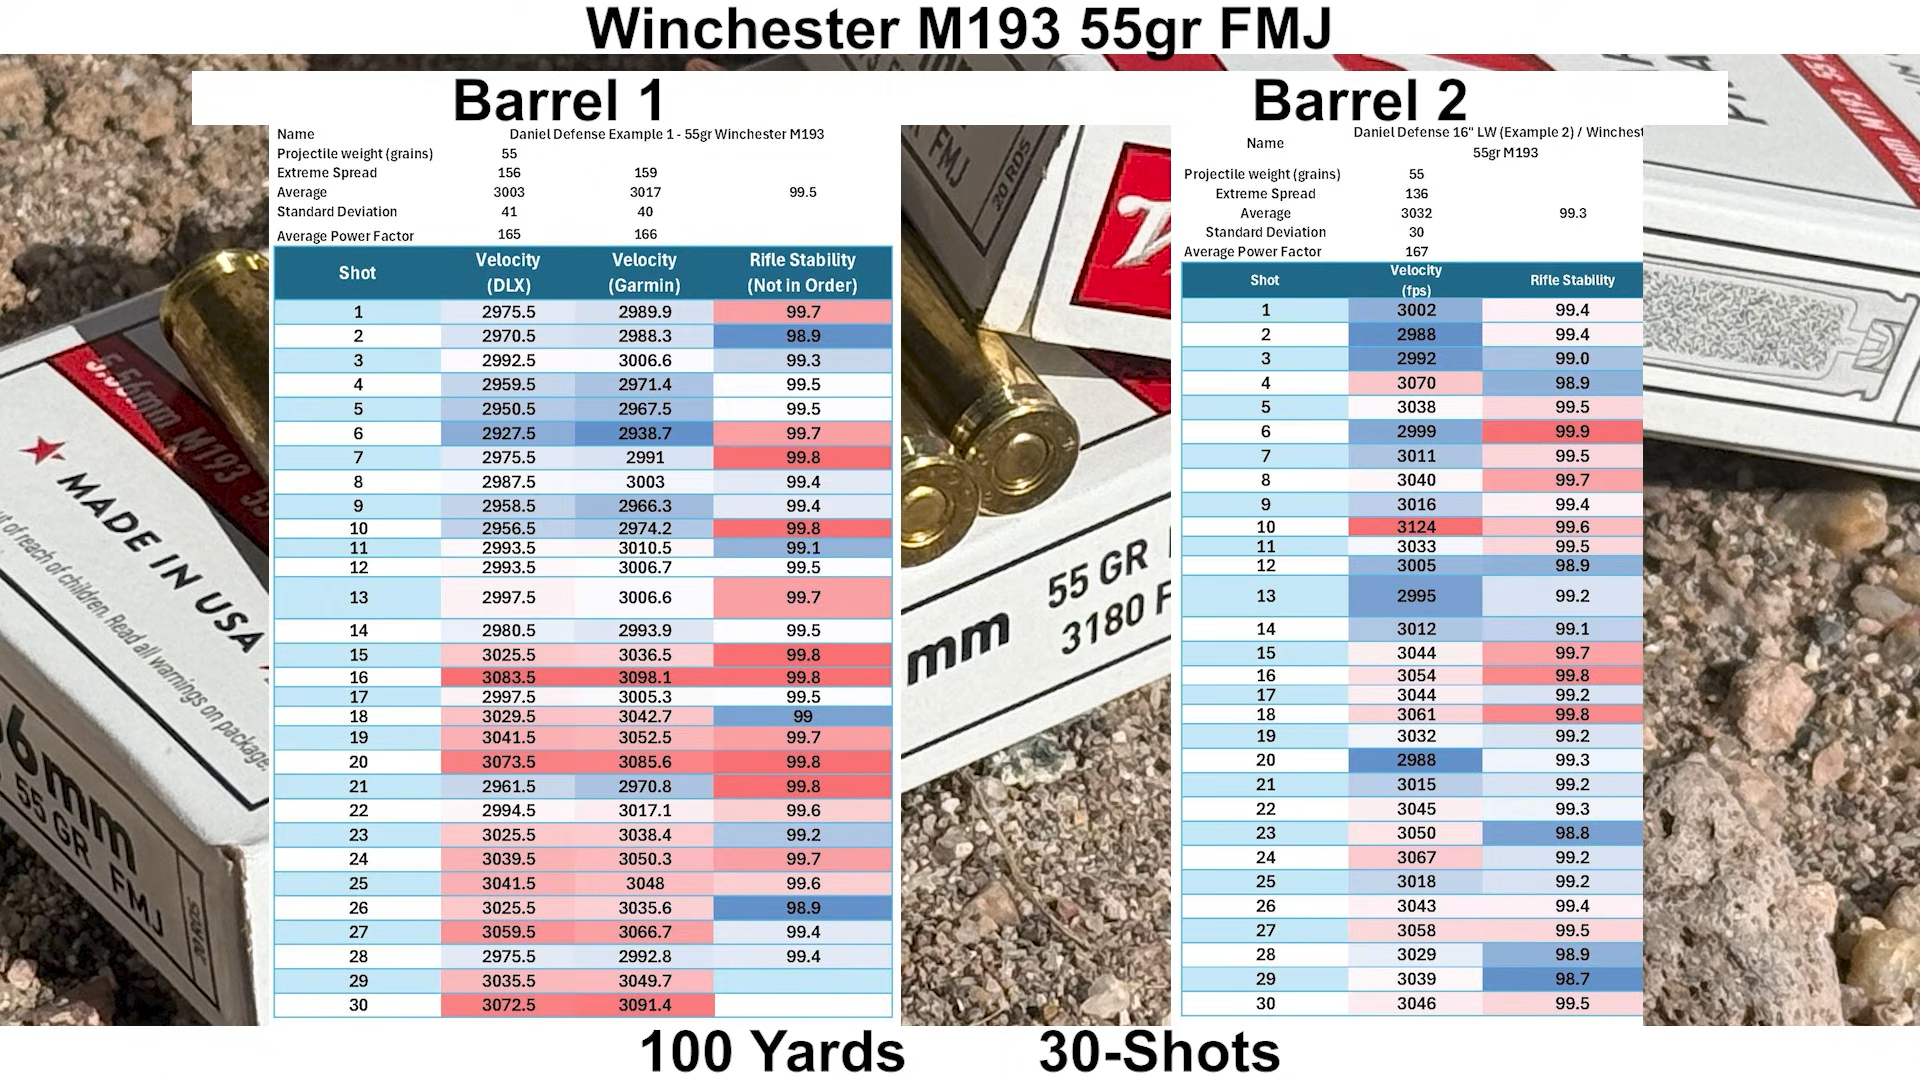 Winchester M193 55gr FMJ
Barrel 1
Name Daniel Defense Example 1 - 55gr Winchester M193
Projectile weight (grains) 55
Extreme Spread 156 159
Average 3003 3017 99.5
Standard Deviation 41 40
Average Power Factor 165 166
Shot Velocity (DLX) Velocity (Garmin) Rifle Stability (Not in Order)
1 2975.5 2989.9 99.7
2 2970.5 2988.3 98.9
3 2992.5 3006.6 99.3
4 2959.5 2971.4 99.5
5 2950.5 2967.5 99.5
6 2927.5 2938.7 99.7
7 2975.5 2991 99.8
8 2987.5 3003 99.4
9 2958.5 2966.3 99.4
10 2956.5 2974.2 99.8
11 2993.5 3010.5 99.1
12 2993.5 3006.7 99.5
13 2997.5 3006.6 99.7
14 2980.5 2993.9 99.5
15 3025.5 3036.5 99.8
16 3083.5 3098.1 99.8
17 2997.5 3005.3 99.5
18 3029.5 3042.7 99
19 3041.5 3052.5 99.7
20 3073.5 3085.6 99.8
21 2961.5 2970.8 99.8
22 2994.5 3017.1 99.6
23 3025.5 3038.4 99.2
24 3039.5 3050.3 99.7
25 3041.5 3048 99.6
26 3025.5 3035.6 98.9
27 3059.5 3066.7 99.4
28 2975.5 2992.8 99.4
29 3035.5 3049.7
30 3072.5 3091.4
Barrel 2
Name Daniel Defense 16" LW (Example 2) / Winchest
55gr M193
Projectile weight (grains) 55
Extreme Spread 136
Average 3032 99.3
Standard Deviation 30
Average Power Factor 167
Shot Velocity (fps) Rifle Stability
1 3002 99.4
2 2988 99.4
3 2992 99.0
4 3070 98.9
5 3038 99.5
6 2999 99.9
7 3011 99.5
8 3040 99.7
9 3016 99.4
10 3124 99.6
11 3033 99.5
12 3005 98.9
13 2995 99.2
14 3012 99.1
15 3044 99.7
16 3054 99.8
17 3044 99.2
18 3061 99.8
19 3032 99.2
20 2988 99.3
21 3015 99.2
22 3045 99.3
23 3050 98.8
24 3067 99.2
25 3018 99.2
26 3043 99.4
27 3058 99.5
28 3029 98.9
29 3039 98.7
30 3046 99.5
5.56mm M193
MADE IN USA
of reach of children. Read all warnings on package.
6mm
55 GR FMJ
FMJ
mm
55 GR
3180 F
100 Yards 30-Shots